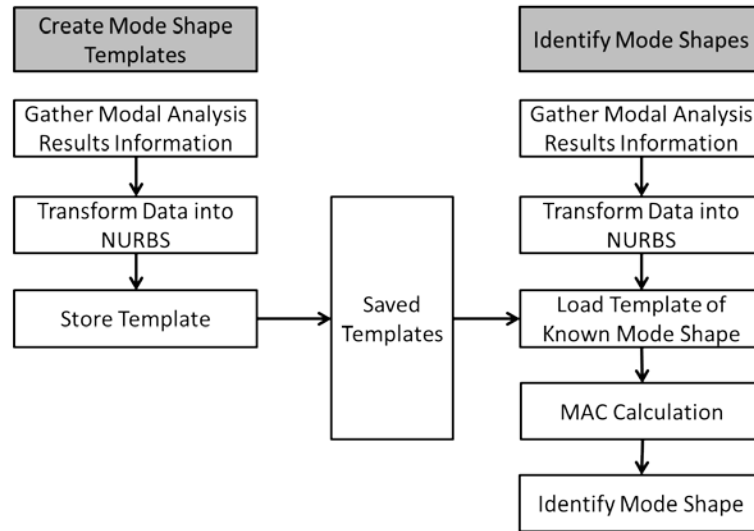 Create Mode Shape
Templates
Gather Modal Analysis
Results Information
Transform Data into
NURBS
Store Template
Saved
Templates
Identify Mode Shapes
Gather Modal Analysis
Results Information
Transform Data into
NURBS
Load Template of
Known Mode Shape
MAC Calculation
Identify Mode Shape